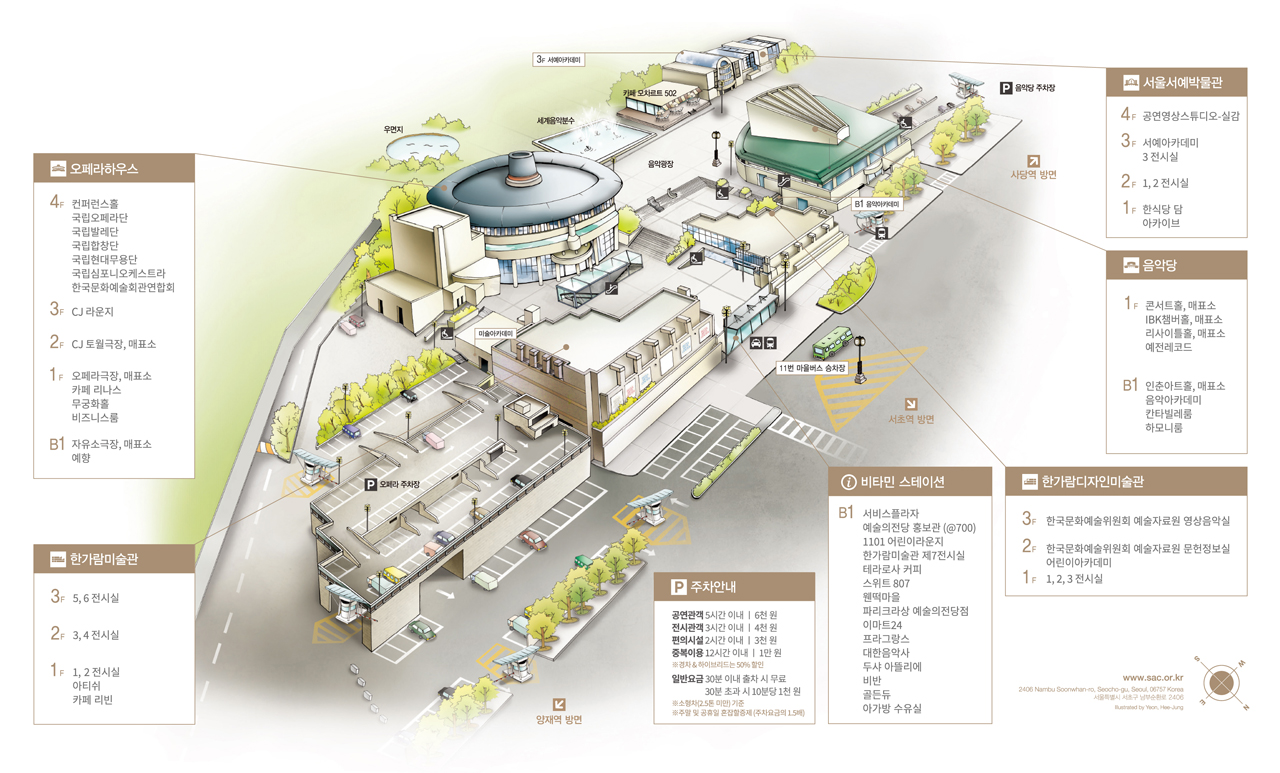 3F 서예아카데미
카페 모차르트 502
P 음악당 주차장
세계음악분수
우면지
음악광장
사당역 방면
B1 음악아카데미
미술아카데미
11번 마을버스 승차장
서초역 방면
P 오페라 주차장
양재역 방면
오페라하우스
4F 컨퍼런스홀
국립오페라단
국립발레단
국립합창단
국립현대무용단
국립심포니오케스트라
한국문화예술회관연합회
3F CJ 라운지
2F CJ 토월극장, 매표소
1F 오페라극장, 매표소
카페 리나스
무궁화홀
비즈니스룸
B1 자유소극장, 매표소
예향
한가람미술관
3F 5, 6 전시실
2F 3, 4 전시실
1F 1, 2 전시실
아티쉬
카페 리빈
서울서예박물관
4F 공연영상스튜디오-실감
3F 서예아카데미
3 전시실
2F 1, 2 전시실
1F 한식당 담
아카이브
음악당
1F 콘서트홀, 매표소
IBK챔버홀, 매표소
리사이틀홀, 매표소
예전레코드
B1 인춘아트홀, 매표소
음악아카데미
칸타빌레룸
하모니룸
비타민 스테이션
B1 서비스플라자
예술의전당 홍보관 (@700)
1101 어린이라운지
한가람미술관 제7전시실
테라로사 커피
스위트 807
웬떡마을
파리크라상 예술의전당점
이마트24
프라그랑스
대한음악사
두샤 아뜰리에
비반
골든듀
아가방 수유실
한가람디자인미술관
3F 한국문화예술위원회 예술자료원 영상음악실
2F 한국문화예술위원회 예술자료원 문헌정보실
어린이아카데미
1F 1, 2, 3 전시실
P 주차안내
공연관객 5시간 이내 ㅣ 6천 원
전시관객 3시간 이내 ㅣ 4천 원
편의시설 2시간 이내 ㅣ 3천 원
중복이용 12시간 이내 ㅣ 1만 원
※경차 & 하이브리드는 50% 할인
일반요금 30분 이내 출차 시 무료
30분 초과 시 10분당 1천 원
※소형차(2.5톤 미만) 기준
※주말 및 공휴일 혼잡할증제 (주차요금의 1.5배)
S W
E N
www.sac.or.kr
2406 Nambu Soonwhan-ro, Seocho-gu, Seoul, 06757 Korea
서울특별시 서초구 남부순환로 2406
Illustrated by Yeon, Hee-Jung